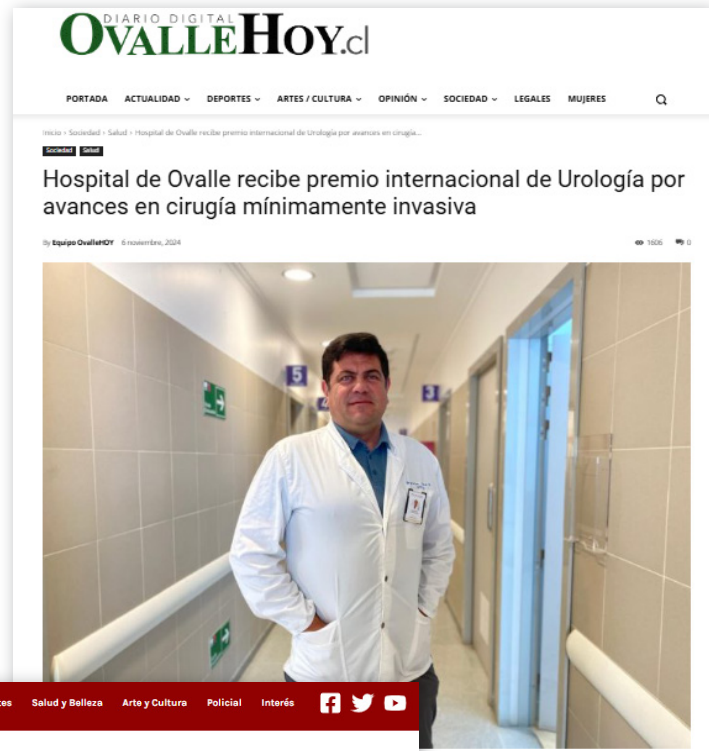 DIARIO DIGITAL
OVALLEHOY.cl
PORTADA ACTUALIDAD DEPORTES ARTES / CULTURA OPINIÓN SOCIEDAD LEGALES MUJERES
Inicio › Sociedad › Salud › Hospital de Ovalle recibe premio internacional de Urología por avances en cirugía...
Sociedad Salud
Hospital de Ovalle recibe premio internacional de Urología por
avances en cirugía mínimamente invasiva
By Equipo OvalleHOY 6 noviembre, 2024 1606 0
5
3
Salud y Belleza Arte y Cultura Policial Interés